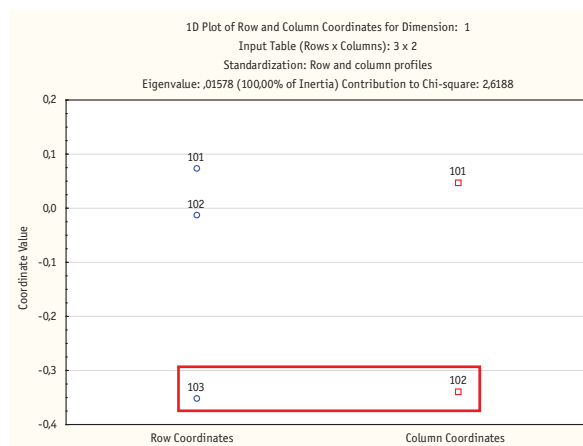 1D Plot of Row and Column Coordinates for Dimension: 1
Input Table (Rows x Columns): 3 x 2
Standardization: Row and column profiles
Eigenvalue: ,01578 (100,00% of Inertia) Contribution to Chi-square: 2,6188
0,2
0,1
0,0
-0,1
-0,2
-0,3
-0,4
Coordinate Value
101
102
103
101
102
Row Coordinates
Column Coordinates